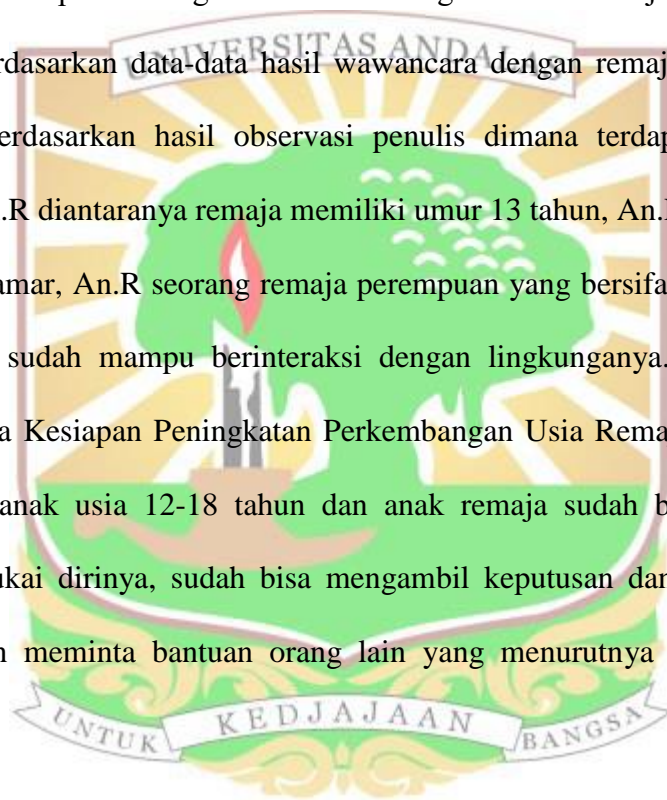 UNIVERSITAS ANDALAS
rdasarkan data-data hasil wawancara dengan remaj
erdasarkan hasil observasi penulis dimana terdap
.R diantaranya remaja memiliki umur 13 tahun, An.
amar, An.R seorang remaja perempuan yang bersifa
sudah mampu berinteraksi dengan lingkunganya.
a Kesiapan Peningkatan Perkembangan Usia Rema
anak usia 12-18 tahun dan anak remaja sudah b
ukai dirinya, sudah bisa mengambil keputusan dan
n meminta bantuan orang lain yang menurutnya
UNTUK KEDJAJAAN BANGSA